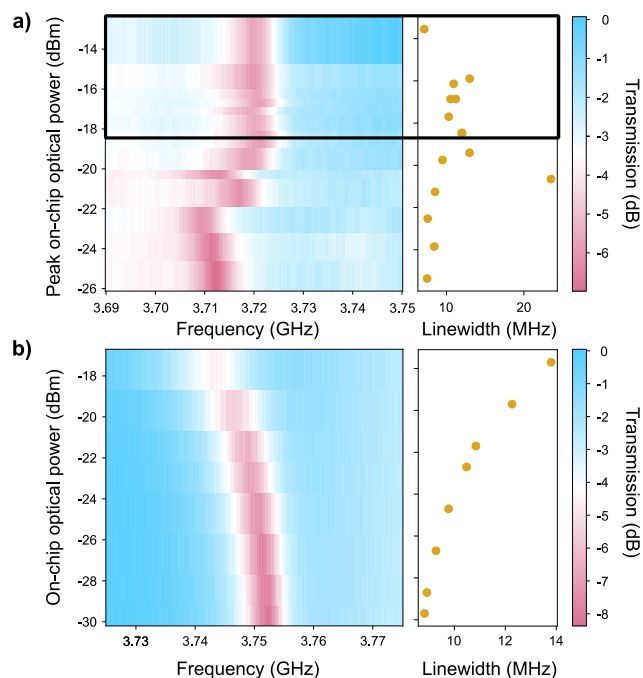 a)
Peak on-chip optical power (dBm)
-14
-16
-18
-20
-22
-24
-26
3.69 3.70 3.71 3.72 3.73 3.74 3.75
Frequency (GHz)
10 20
Linewidth (MHz)
0
-1
-2
-3
-4
-5
-6
Transmission (dB)
b)
On-chip optical power (dBm)
-18
-20
-22
-24
-26
-28
-30
3.73 3.74 3.75 3.76 3.77
Frequency (GHz)
10 12 14
Linewidth (MHz)
0
-1
-2
-3
-4
-5
-6
-7
-8
Transmission (dB)